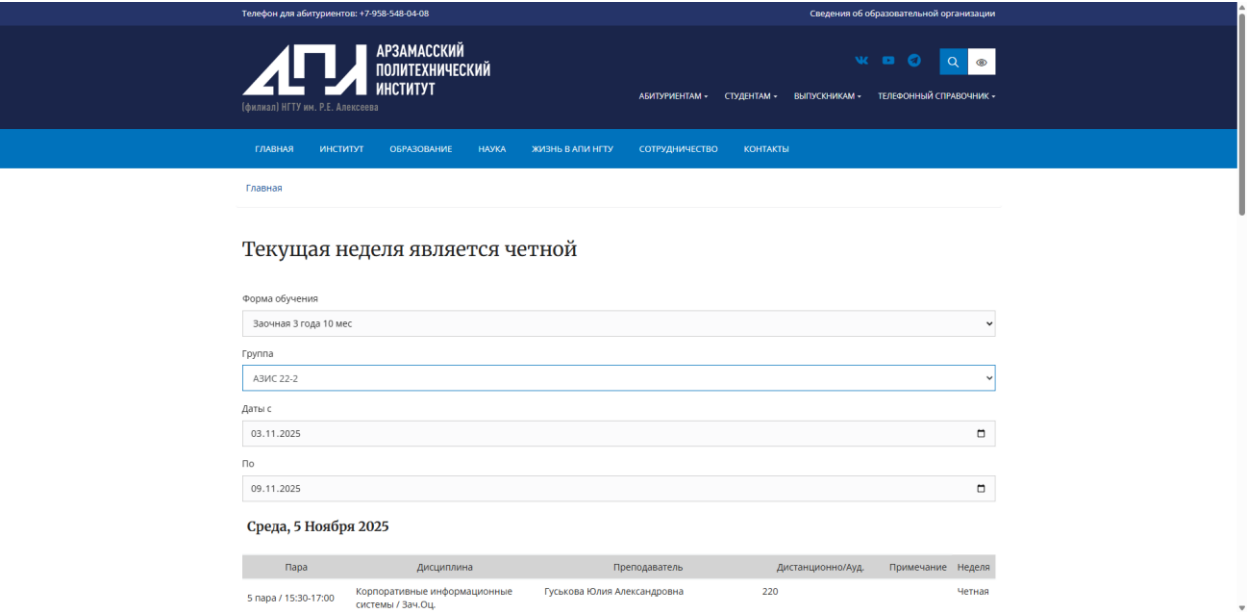 Телефон для абитуриентов: +7-958-548-04-08 Сведения об образовательной организации
АПИ
АРЗАМАССКИЙ
ПОЛИТЕХНИЧЕСКИЙ
ИНСТИТУТ
(филиал) НГТУ им. Р.Е. Алексеева
АБИТУРИЕНТАМ СТУДЕНТАМ ВЫПУСКНИКАМ ТЕЛЕФОННЫЙ СПРАВОЧНИК
ГЛАВНАЯ ИНСТИТУТ ОБРАЗОВАНИЕ НАУКА ЖИЗНЬ В АПИ НГТУ СОТРУДНИЧЕСТВО КОНТАКТЫ
Главная
Текущая неделя является четной
Форма обучения
Заочная 3 года 10 мес
Группа
АЗИС 22-2
Даты с
03.11.2025
По
09.11.2025
Среда, 5 Ноября 2025
Пара Дисциплина Преподаватель Дистанционно/Ауд. Примечание Неделя
5 пара / 15:30-17:00 Корпоративные информационные Гуськова Юлия Александровна 220 Четная
системы / Зач.Оц.